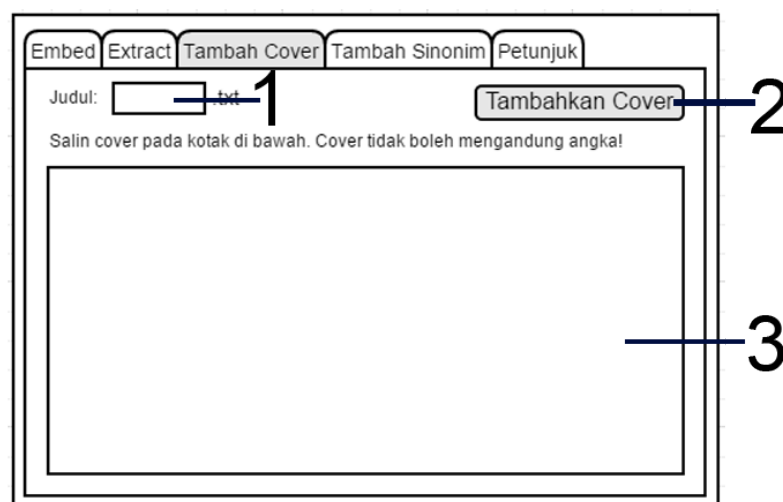 Embed Extract Tambah Cover Tambah Sinonim Petunjuk
Judul: .txt 1 Tambahkan Cover 2
Salin cover pada kotak di bawah. Cover tidak boleh mengandung angka!
3